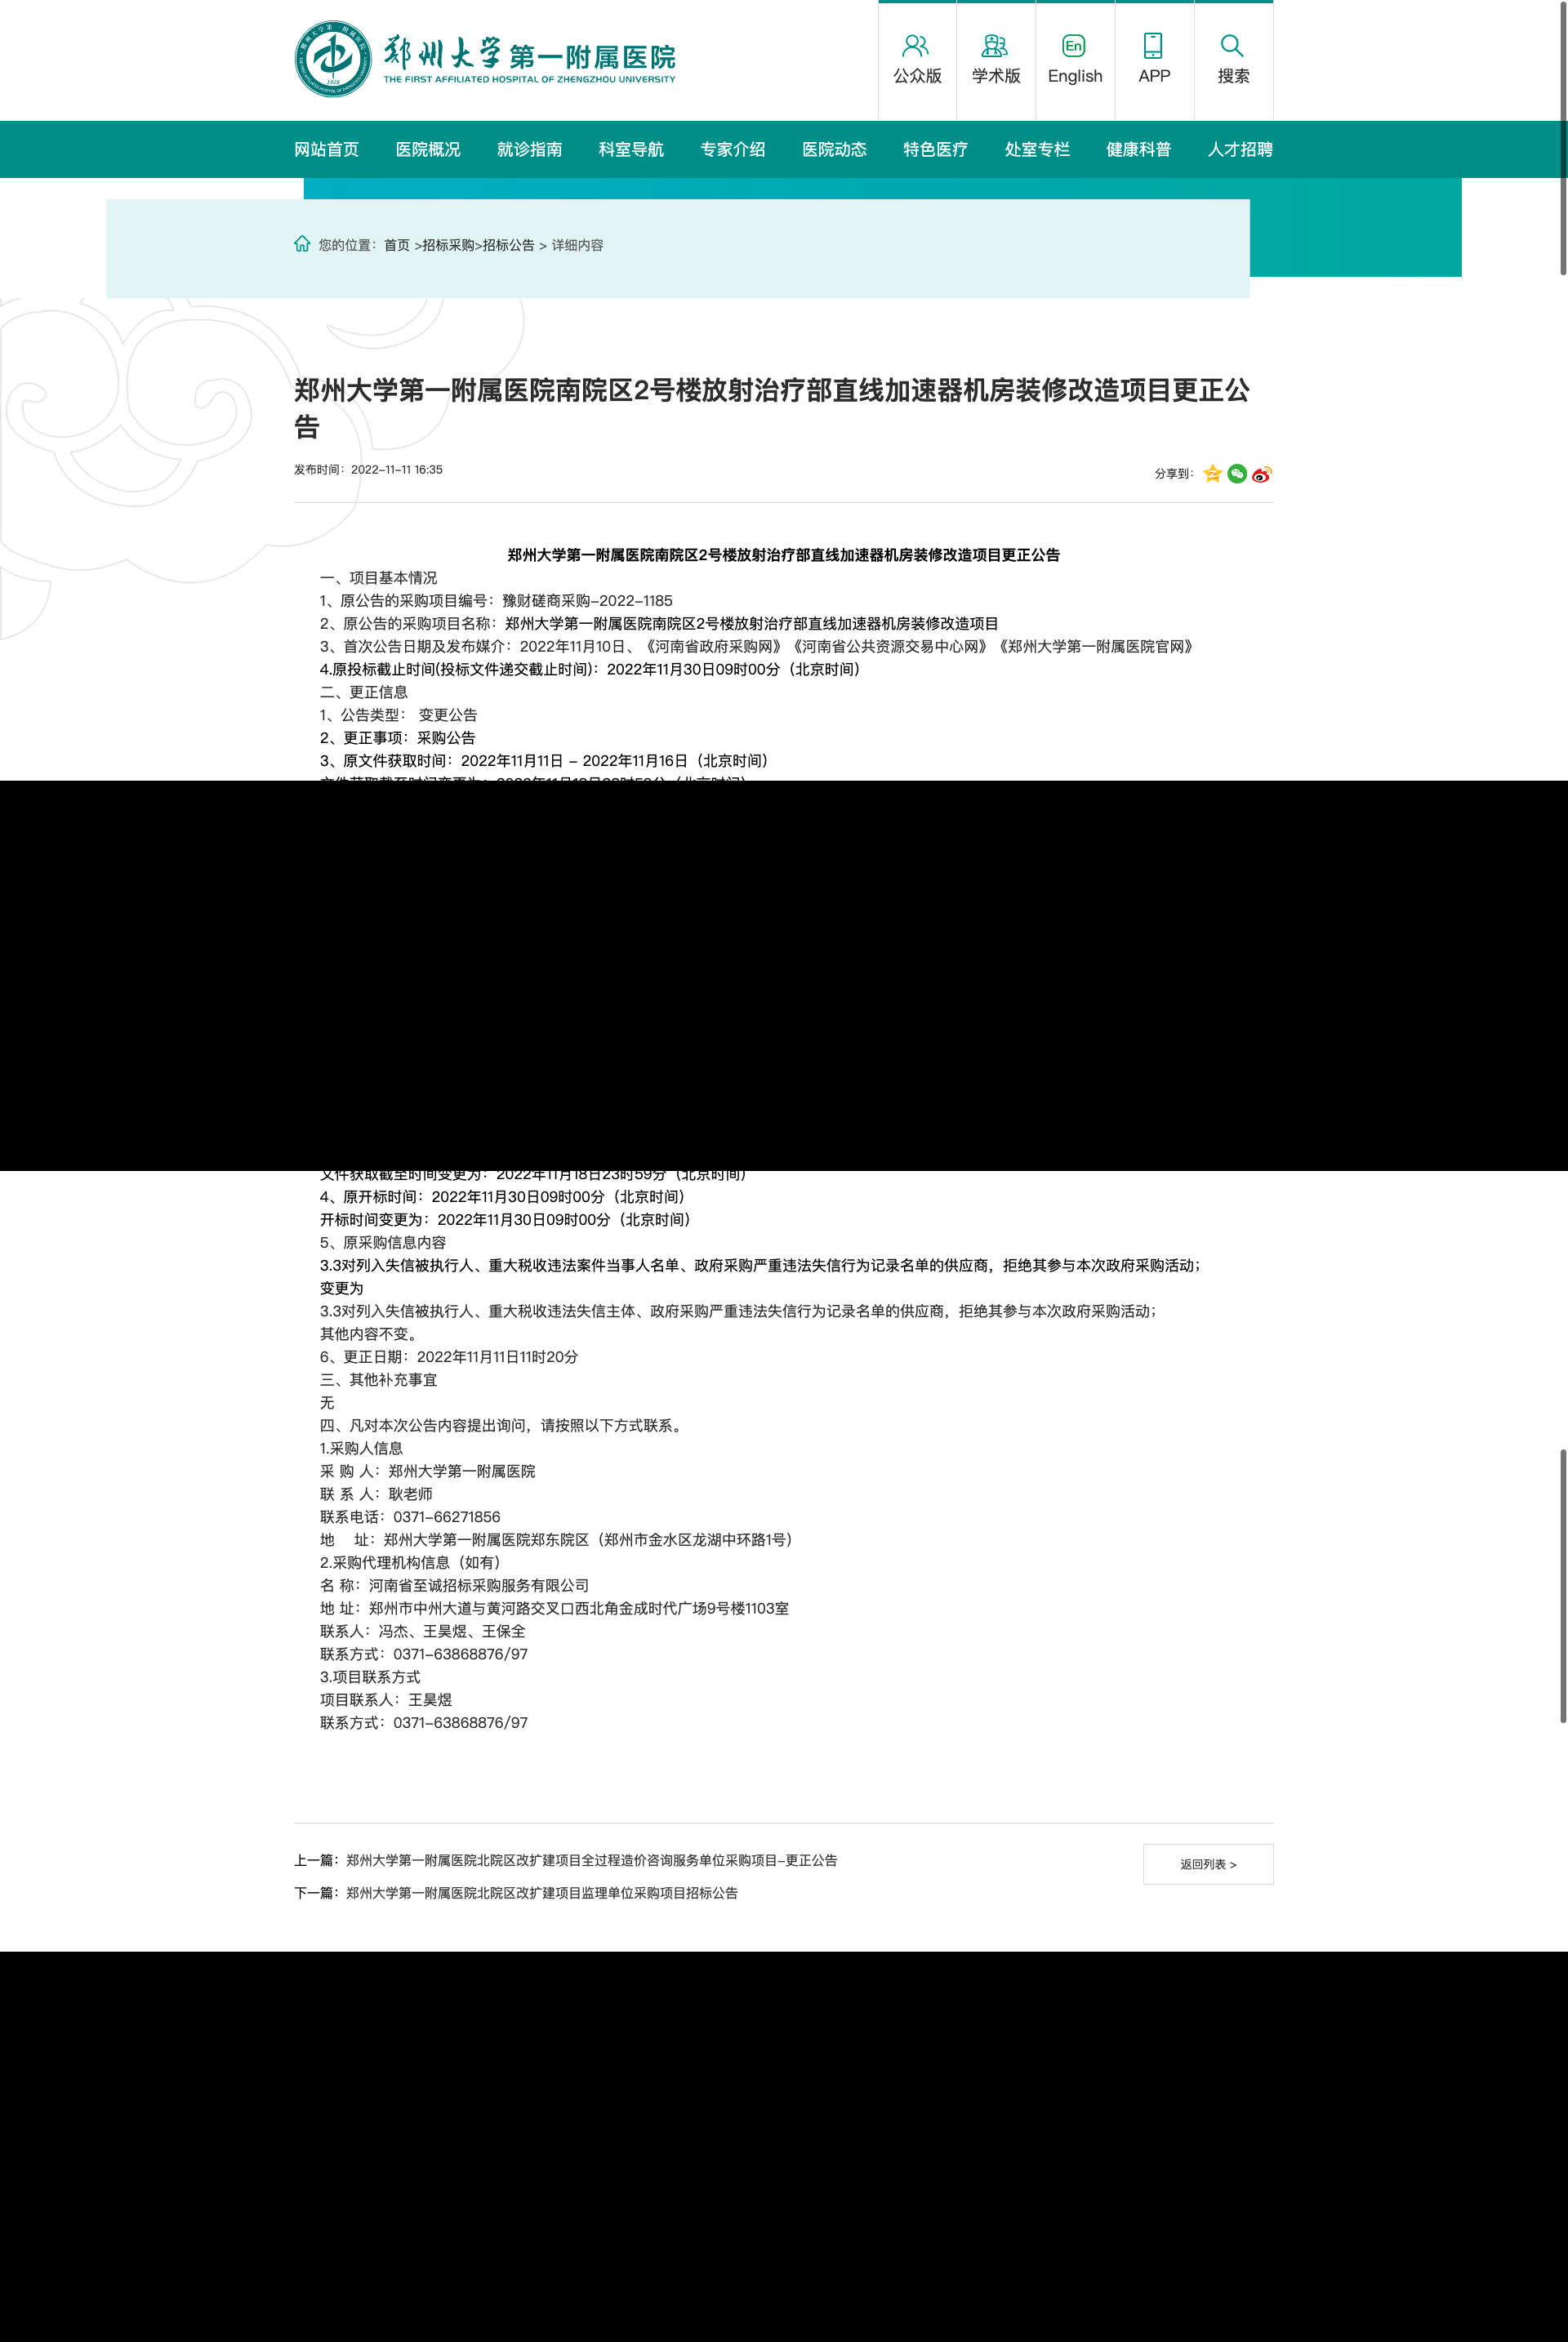 郑州大学第一附属医院
THE FIRST AFFILIATED HOSPITAL OF ZHENGZHOU UNIVERSITY
1928
公众版
学术版
En
English
APP
搜索
网站首页 医院概况 就诊指南 科室导航 专家介绍 医院动态 特色医疗 处室专栏 健康科普 人才招聘
您的位置：首页 >招标采购>招标公告 > 详细内容
郑州大学第一附属医院南院区2号楼放射治疗部直线加速器机房装修改造项目更正公
告
发布时间：2022-11-11 16:35
分享到：
郑州大学第一附属医院南院区2号楼放射治疗部直线加速器机房装修改造项目更正公告
一、项目基本情况
1、原公告的采购项目编号：豫财磋商采购-2022-1185
2、原公告的采购项目名称：郑州大学第一附属医院南院区2号楼放射治疗部直线加速器机房装修改造项目
3、首次公告日期及发布媒介：2022年11月10日、《河南省政府采购网》《河南省公共资源交易中心网》《郑州大学第一附属医院官网》
4.原投标截止时间(投标文件递交截止时间)：2022年11月30日09时00分（北京时间）
二、更正信息
1、公告类型： 变更公告
2、更正事项：采购公告
3、原文件获取时间：2022年11月11日 - 2022年11月16日（北京时间）
文件获取截至时间变更为：2022年11月18日23时59分（北京时间）
4、原开标时间：2022年11月30日09时00分（北京时间）
开标时间变更为：2022年11月30日09时00分（北京时间）
5、原采购信息内容
3.3对列入失信被执行人、重大税收违法案件当事人名单、政府采购严重违法失信行为记录名单的供应商，拒绝其参与本次政府采购活动；
变更为
3.3对列入失信被执行人、重大税收违法失信主体、政府采购严重违法失信行为记录名单的供应商，拒绝其参与本次政府采购活动；
其他内容不变。
6、更正日期：2022年11月11日11时20分
三、其他补充事宜
无
四、凡对本次公告内容提出询问，请按照以下方式联系。
1.采购人信息
采 购 人：郑州大学第一附属医院
联 系 人：耿老师
联系电话：0371-66271856
地 址：郑州大学第一附属医院郑东院区（郑州市金水区龙湖中环路1号）
2.采购代理机构信息（如有）
名 称：河南省至诚招标采购服务有限公司
地 址：郑州市中州大道与黄河路交叉口西北角金成时代广场9号楼1103室
联系人：冯杰、王昊煜、王保全
联系方式：0371-63868876/97
3.项目联系方式
项目联系人：王昊煜
联系方式：0371-63868876/97
上一篇：郑州大学第一附属医院北院区改扩建项目全过程造价咨询服务单位采购项目-更正公告
返回列表 >
下一篇：郑州大学第一附属医院北院区改扩建项目监理单位采购项目招标公告